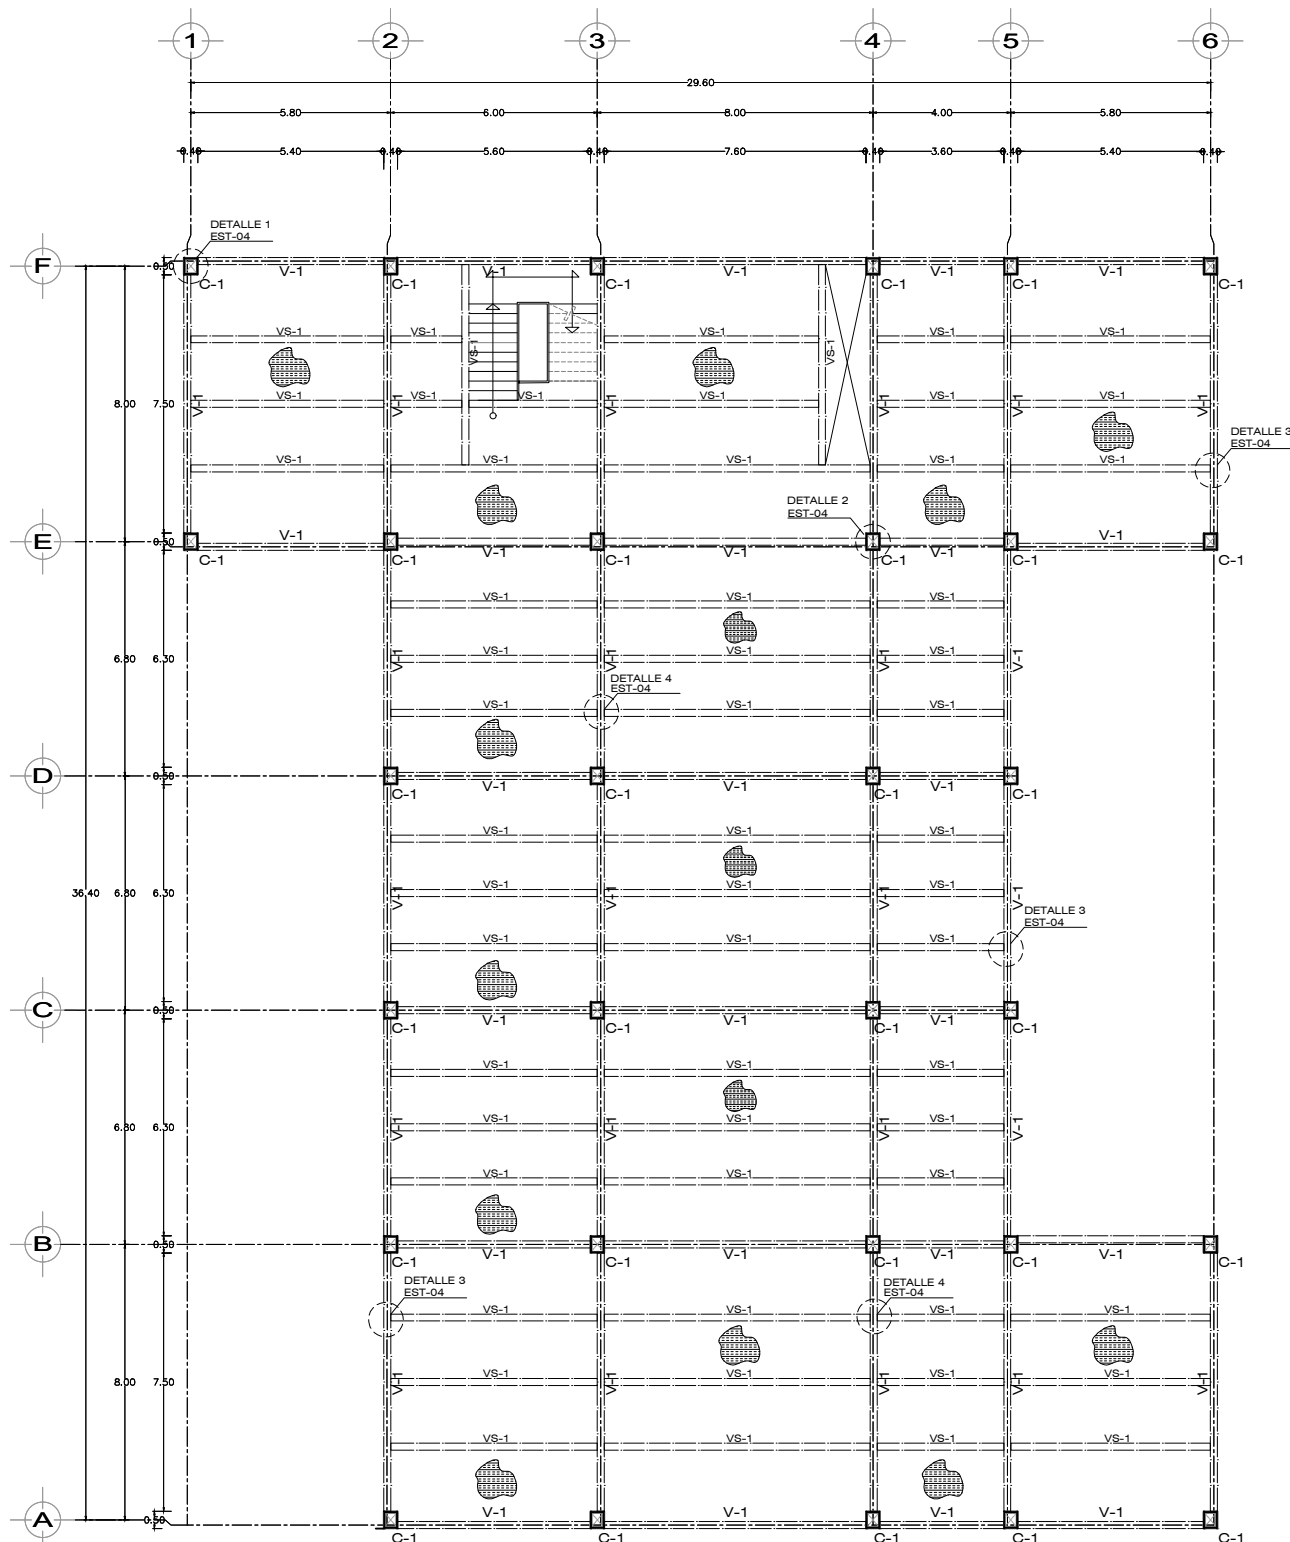 1 2 3 4 5 6
29.60
5.80 6.00 8.00 4.00 5.80
0.40 5.40 0.40 5.60 0.40 7.60 0.40 3.60 0.40 5.40 0.40
DETALLE 1
EST-04
F 0.50 V-1 V-1 V-1 V-1 V-1
C-1 C-1 C-1 C-1 C-1 C-1
VS-1 VS-1 VS-1 VS-1 VS-1
VS-1 VS-1
8.00 7.50 V-1 VS-1 V-1 VS-1 VS-1 V-1 V-1 VS-1 V-1 VS-1 V-1
DETALLE 3
EST-04
VS-1 VS-1 VS-1 VS-1 VS-1
DETALLE 2
EST-04
E 0.50 V-1 V-1 V-1 V-1 V-1
C-1 C-1 C-1 C-1 C-1 C-1
VS-1 VS-1 VS-1
6.80 6.30 V-1 VS-1 V-1 VS-1 V-1 VS-1 V-1
DETALLE 4
EST-04
VS-1 VS-1 VS-1
D 0.50 V-1 V-1 V-1
C-1 C-1 C-1 C-1
VS-1 VS-1 VS-1
36.40 6.80 6.30 V-1 VS-1 V-1 VS-1 V-1 VS-1 V-1
DETALLE 3
EST-04
VS-1 VS-1 VS-1
C 0.50 V-1 V-1 V-1
C-1 C-1 C-1 C-1
VS-1 VS-1 VS-1
6.80 6.30 V-1 VS-1 V-1 VS-1 V-1 VS-1 V-1
VS-1 VS-1 VS-1
B 0.50 V-1 V-1 V-1 V-1
C-1 C-1 C-1 C-1 C-1
DETALLE 3
EST-04
DETALLE 4
EST-04
VS-1 VS-1 VS-1 VS-1
8.00 7.50 V-1 VS-1 V-1 VS-1 V-1 VS-1 V-1 VS-1 V-1
VS-1 VS-1 VS-1 VS-1
A 0.50 V-1 V-1 V-1 V-1
C-1 C-1 C-1 C-1 C-1